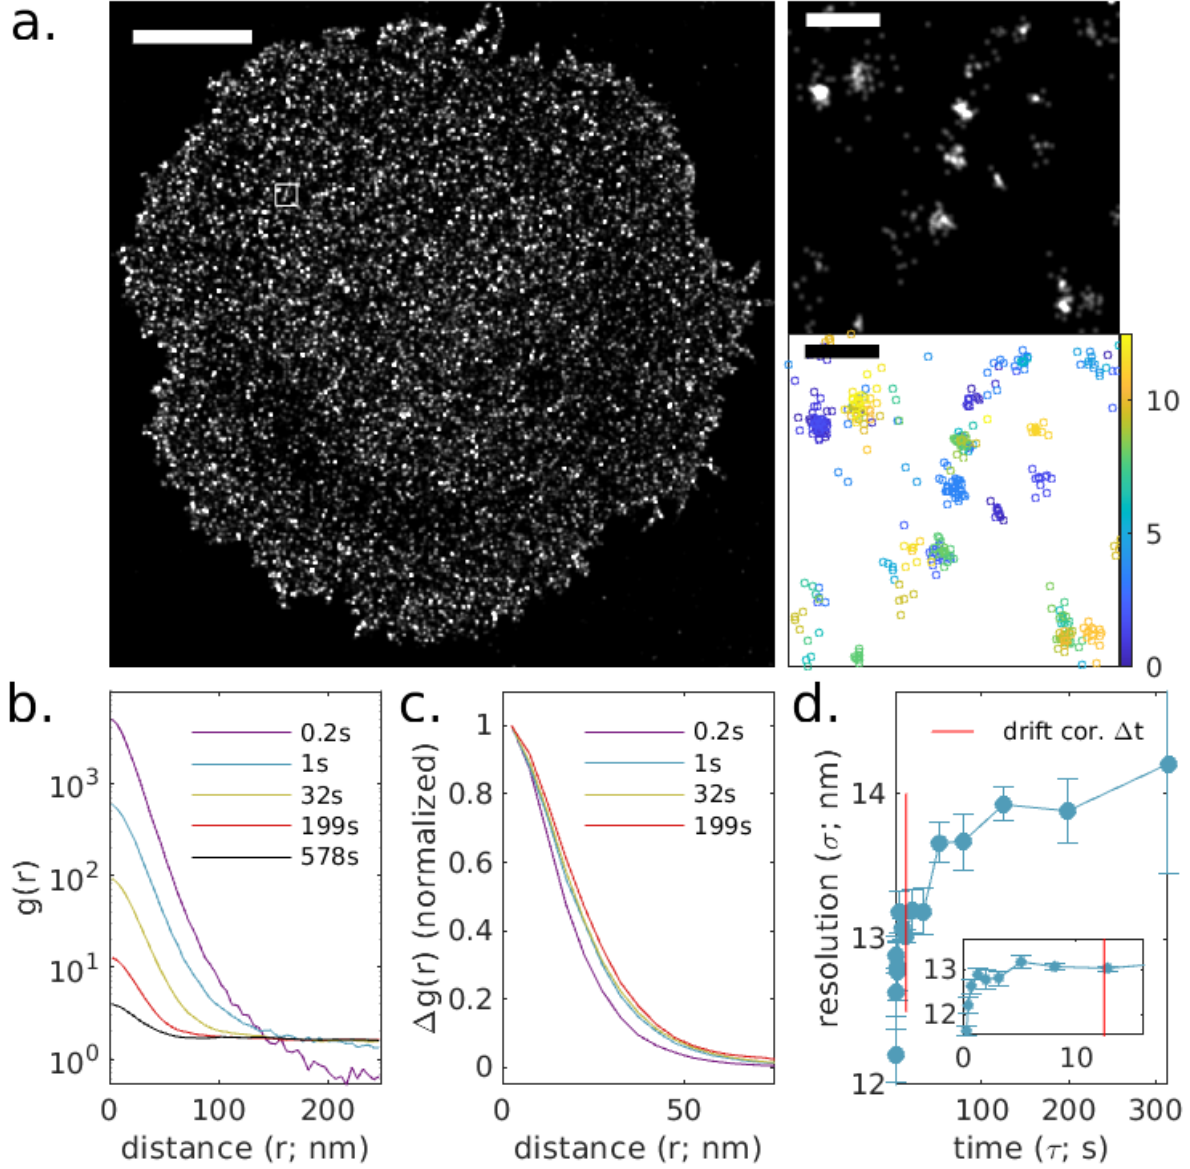 a.
10
5
0
b.
g(r)
10³
10²
10¹
10⁰
0.2s
1s
32s
199s
578s
0
100
200
distance (r; nm)
c.
Δg(r) (normalized)
1
0.8
0.6
0.4
0.2
0
0.2s
1s
32s
199s
0
50
distance (r; nm)
d.
resolution (σ; nm)
drift cor. Δt
14
13
12
13
12
0
10
100
200
300
time (τ; s)